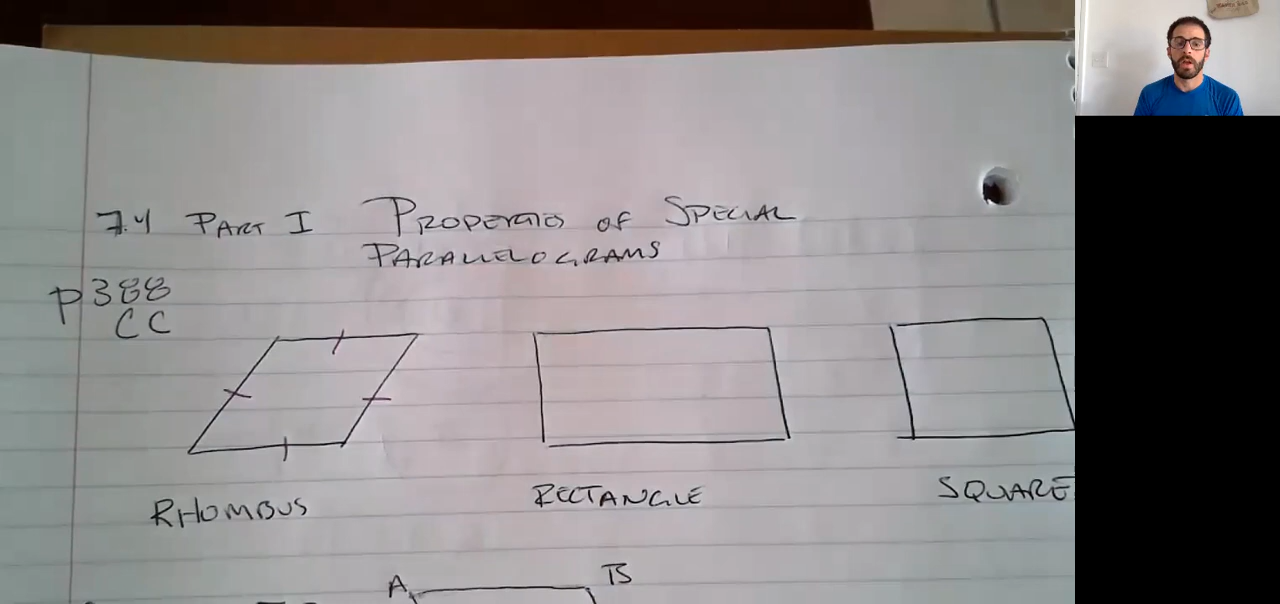 7.4 PART I PROPERTIES OF SPECIAL
PARALLELOGRAMS
p388
CC
RHOMBUS
RECTANGLE
SQUARE
A B